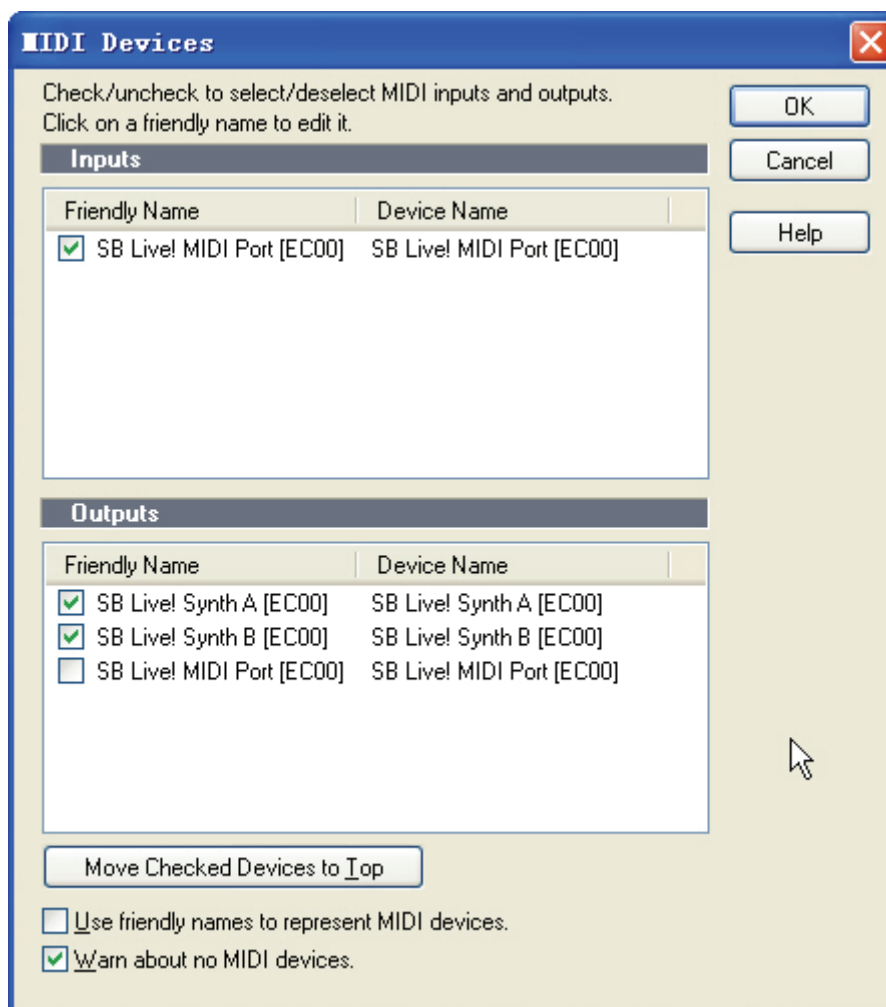 MIDI Devices
Check/uncheck to select/deselect MIDI inputs and outputs.
Click on a friendly name to edit it.
OK
Cancel
Help
Inputs
Friendly Name Device Name
SB Live! MIDI Port [EC00] SB Live! MIDI Port [EC00]
Outputs
Friendly Name Device Name
SB Live! Synth A [EC00] SB Live! Synth A [EC00]
SB Live! Synth B [EC00] SB Live! Synth B [EC00]
SB Live! MIDI Port [EC00] SB Live! MIDI Port [EC00]
Move Checked Devices to Top
Use friendly names to represent MIDI devices.
Warn about no MIDI devices.